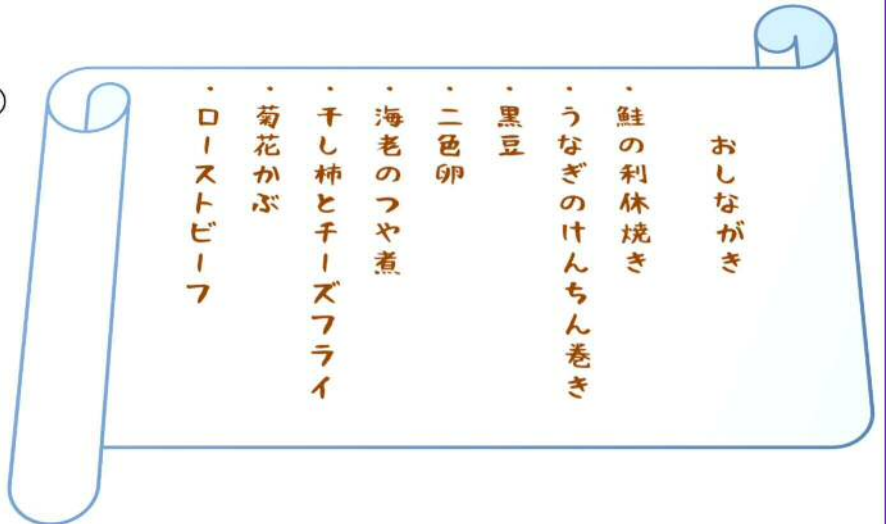 おしながき
・鮭の利休焼き
・うなぎのけんちん巻き
・黒豆
・二色卵
・海老のつや煮
・干し柿とチーズフライ
・菊花かぶ
・ローストビーフ